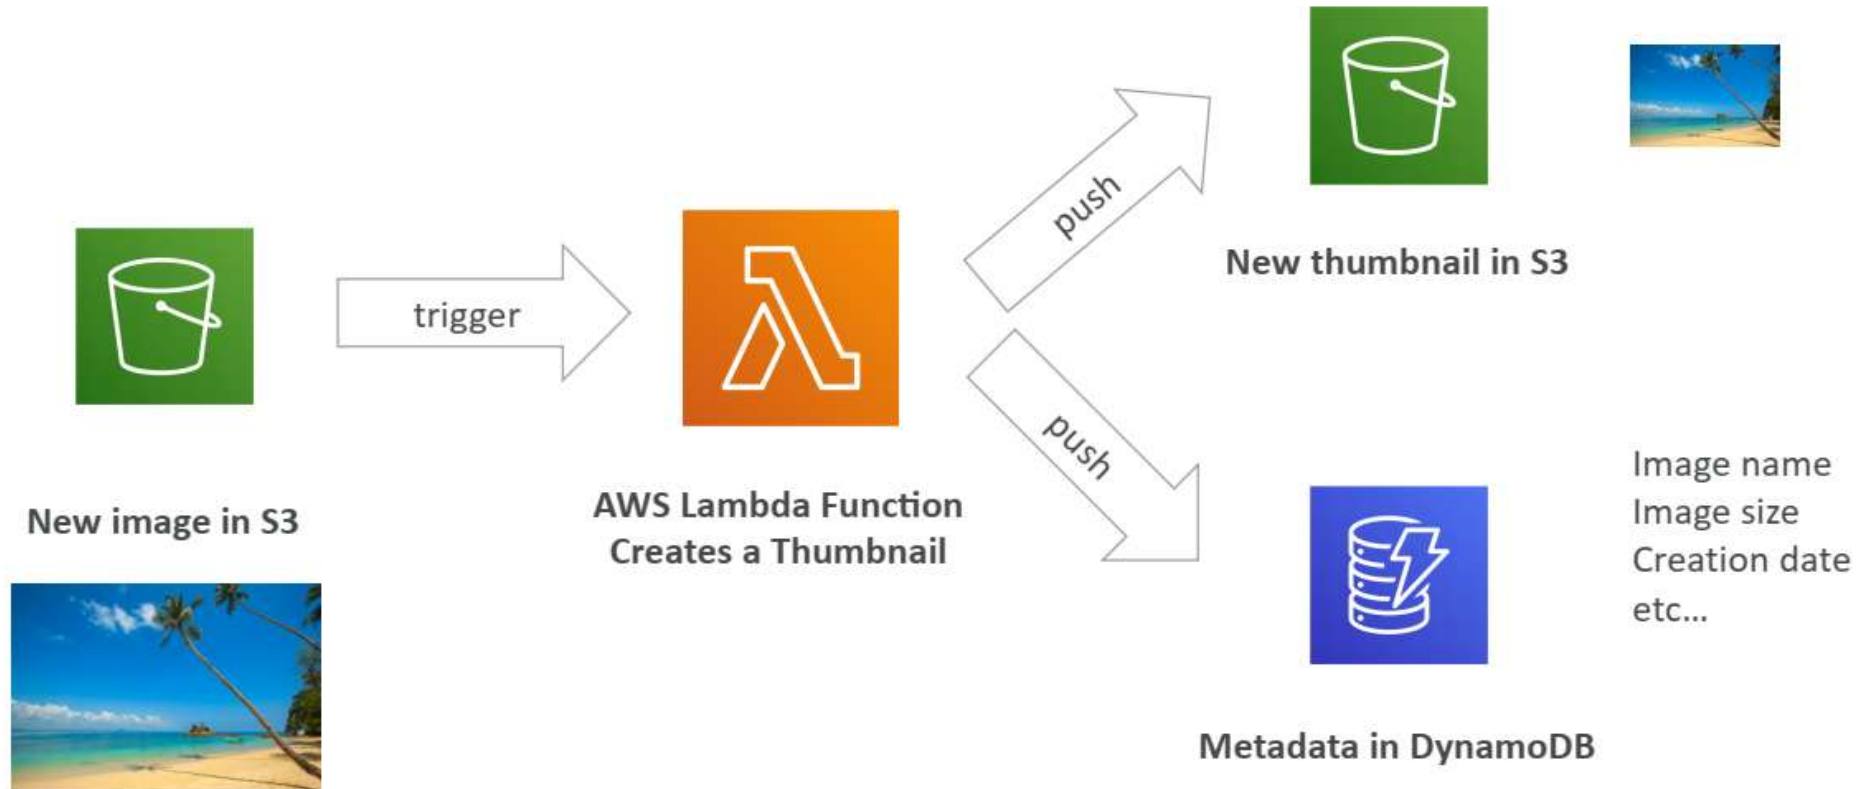 New image in S3
trigger
AWS Lambda Function
Creates a Thumbnail
push
New thumbnail in S3
push
Image name
Image size
Creation date
etc...
Metadata in DynamoDB